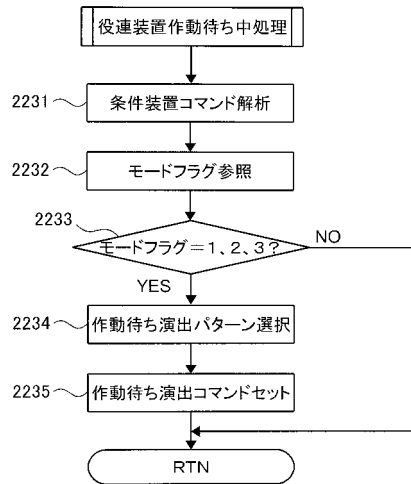 役連装置作動待ち中処理
2231
条件装置コマンド解析
2232
モードフラグ参照
2233
モードフラグ=1、2、3?
NO
YES
2234
作動待ち演出パターン選択
2235
作動待ち演出コマンドセット
RTN